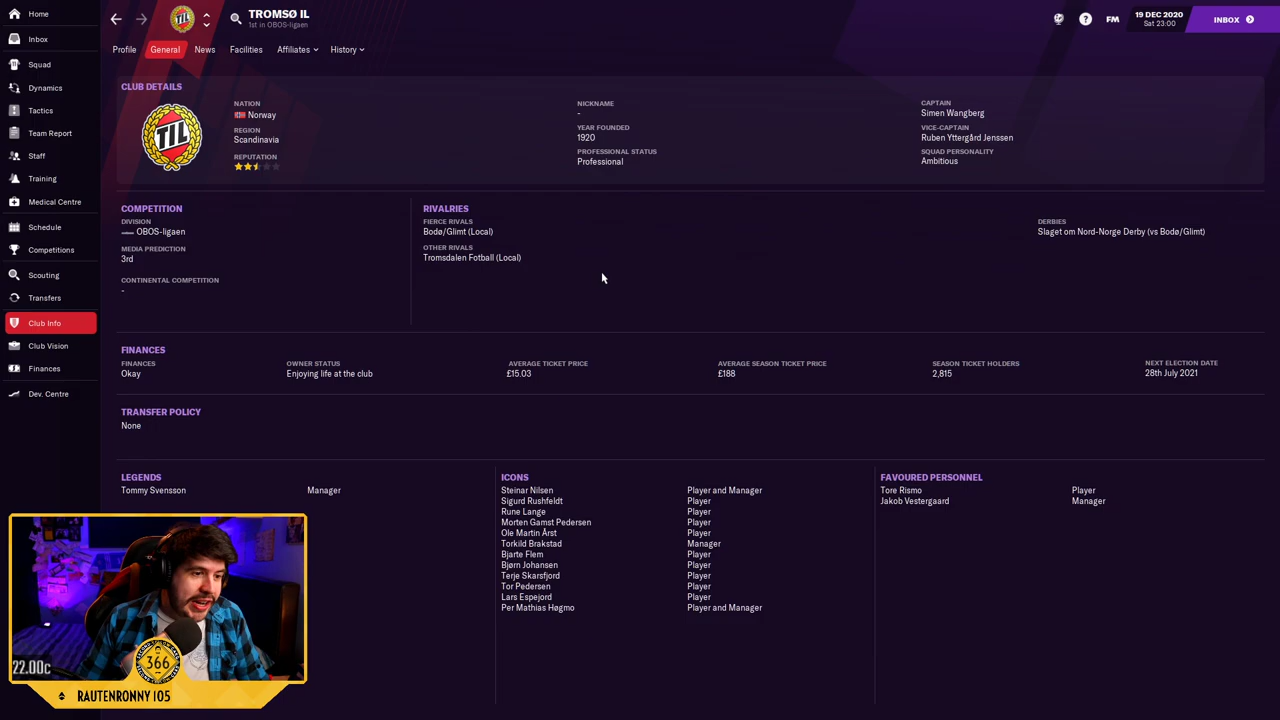 Home
Inbox
Squad
Dynamics
Tactics
Team Report
Staff
Training
Medical Centre
Schedule
Competitions
Scouting
Transfers
Club Info
Club Vision
Finances
Dev. Centre
TIL
TROMSØ IL
1st in OBOS-ligaen
FM
19 DEC 2020
Sat 23:00
INBOX
Profile
General
News
Facilities
Affiliates
History
CLUB DETAILS
TIL
NATION
Norway
REGION
Scandinavia
REPUTATION
NICKNAME
-
YEAR FOUNDED
1920
PROFESSIONAL STATUS
Professional
CAPTAIN
Simen Wangberg
VICE-CAPTAIN
Ruben Yttergård Jenssen
SQUAD PERSONALITY
Ambitious
COMPETITION
DIVISION
OBOS-ligaen
MEDIA PREDICTION
3rd
CONTINENTAL COMPETITION
-
RIVALRIES
FIERCE RIVALS
Bodø/Glimt (Local)
OTHER RIVALS
Tromsdalen Fotball (Local)
DERBIES
Slaget om Nord-Norge Derby (vs Bodø/Glimt)
FINANCES
FINANCES
Okay
OWNER STATUS
Enjoying life at the club
AVERAGE TICKET PRICE
£15.03
AVERAGE SEASON TICKET PRICE
£188
SEASON TICKET HOLDERS
2,815
NEXT ELECTION DATE
28th July 2021
TRANSFER POLICY
None
LEGENDS
Tommy Svensson Manager
ICONS
Steinar Nilsen Player and Manager
Sigurd Rushfeldt Player
Rune Lange Player
Morten Gamst Pedersen Player
Ole Martin Årst Player
Torkild Brakstad Manager
Bjarte Flem Player
Bjørn Johansen Player
Terje Skarsfjord Player
Tor Pedersen Player
Lars Espejord Player
Per Mathias Høgmo Player and Manager
FAVOURED PERSONNEL
Tore Rismo Player
Jakob Vestergaard Manager
22.00c
366
RAUTENRONNY 105